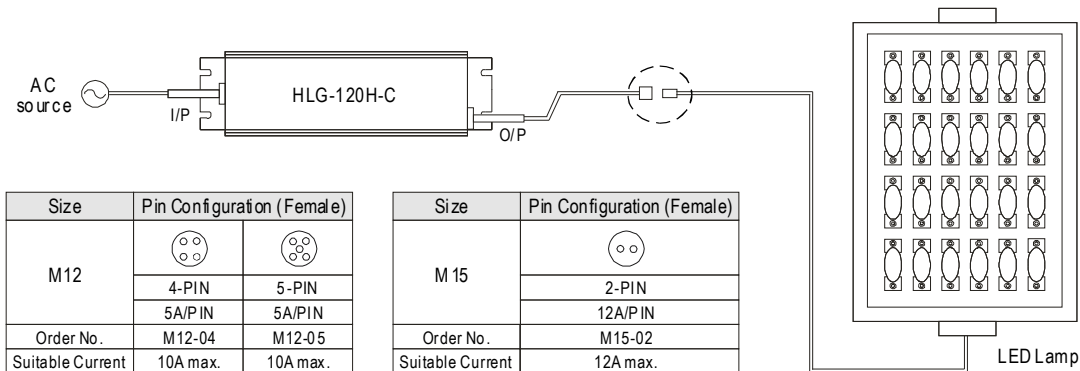 AC
source
I/P
HLG-120H-C
O/P
Size Pin Configuration (Female)
M12
4-PIN 5-PIN
5A/PIN 5A/PIN
Order No. M12-04 M12-05
Suitable Current 10A max. 10A max.
Size Pin Configuration (Female)
M15
2-PIN
12A/PIN
Order No. M15-02
Suitable Current 12A max.
LED Lamp